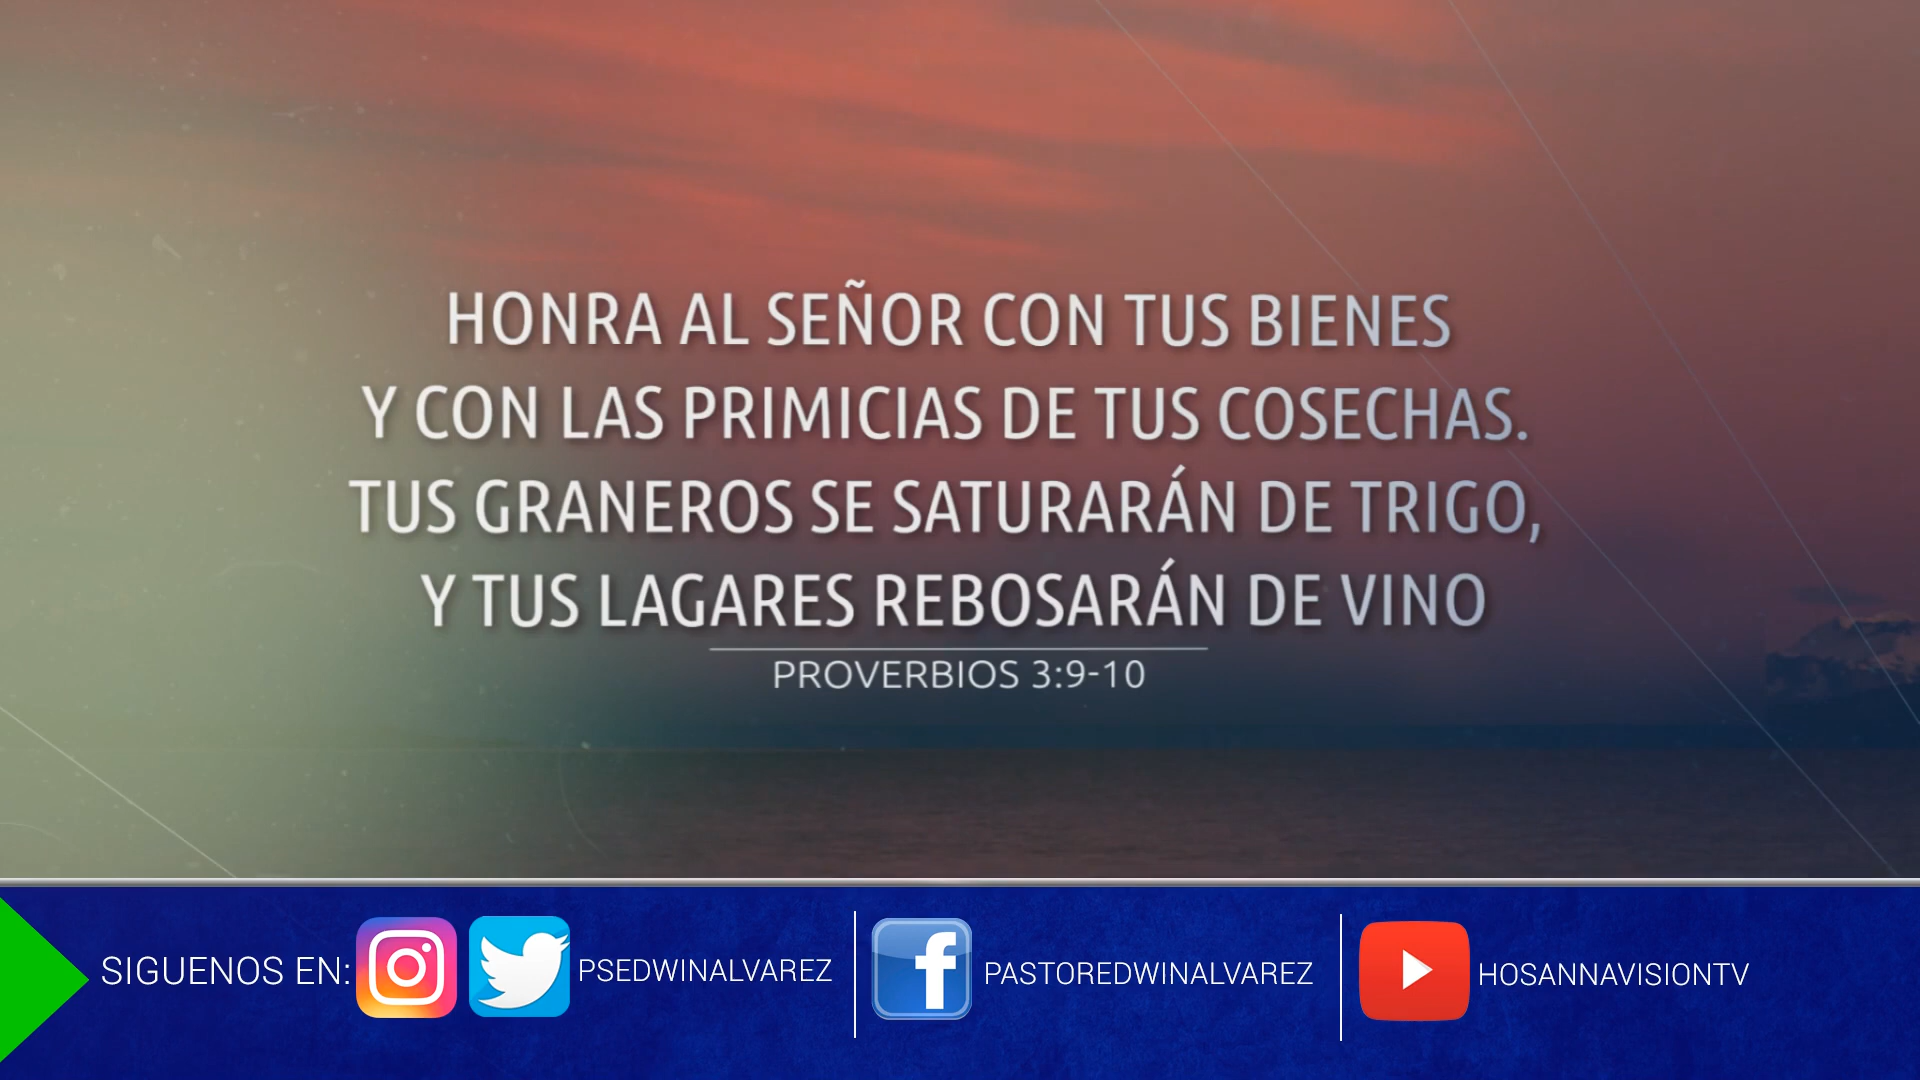 HONRA AL SEÑOR CON TUS BIENES
Y CON LAS PRIMICIAS DE TUS COSECHAS.
TUS GRANEROS SE SATURARÁN DE TRIGO,
Y TUS LAGARES REBOSARÁN DE VINO
PROVERBIOS 3:9-10
SIGUENOS EN: PSEDWINALVAREZ PASTOREDWINALVAREZ HOSANNAVISIONTV